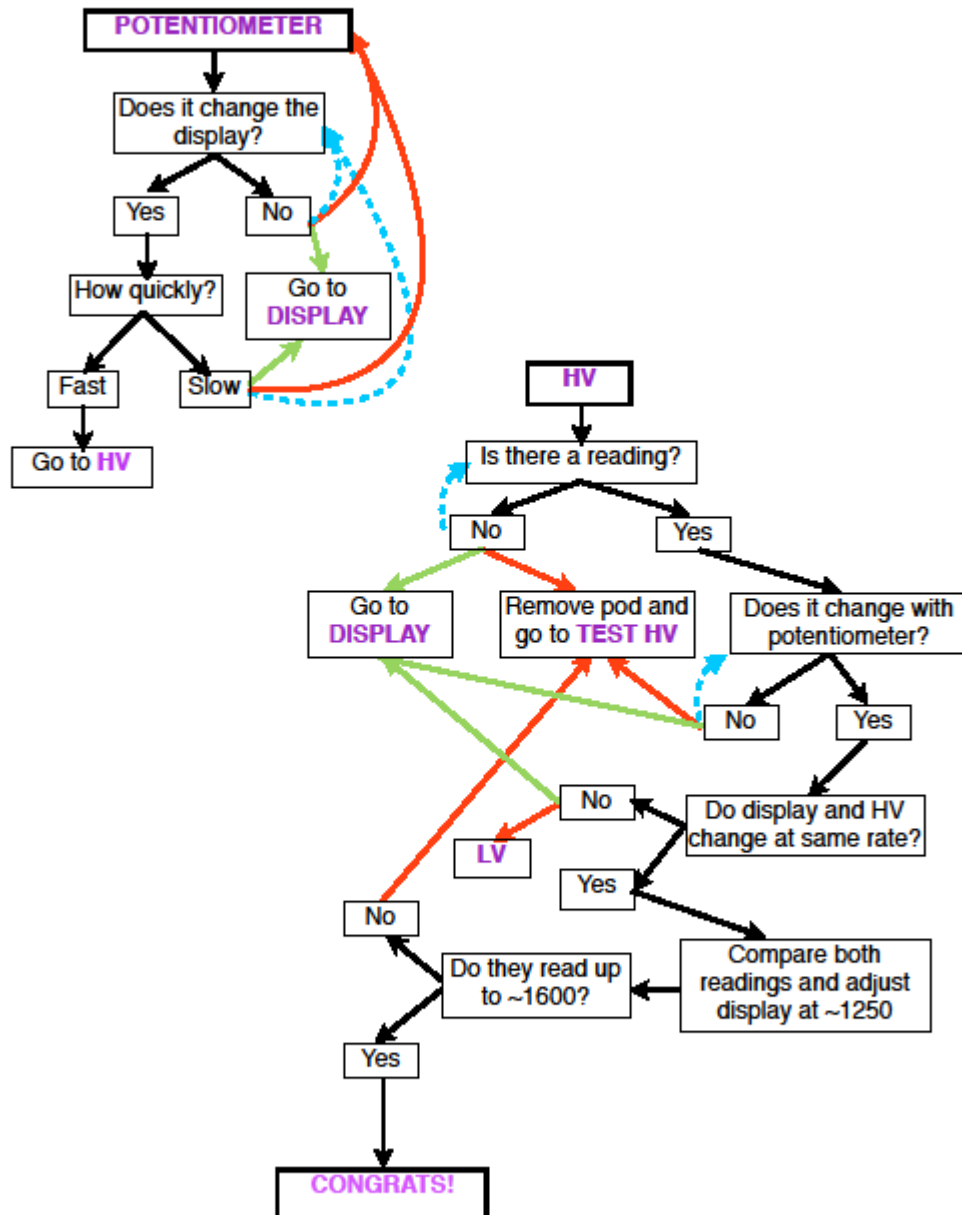 POTENTIOMETER
Does it change the
display?
Yes
No
How quickly?
Go to
DISPLAY
Fast
Slow
Go to HV
HV
Is there a reading?
No
Yes
Go to
DISPLAY
Remove pod and
go to TEST HV
Does it change with
potentiometer?
No
Yes
No
Do display and HV
change at same rate?
LV
Yes
No
Compare both
readings and adjust
display at ~1250
Do they read up
to ~1600?
Yes
CONGRATS!